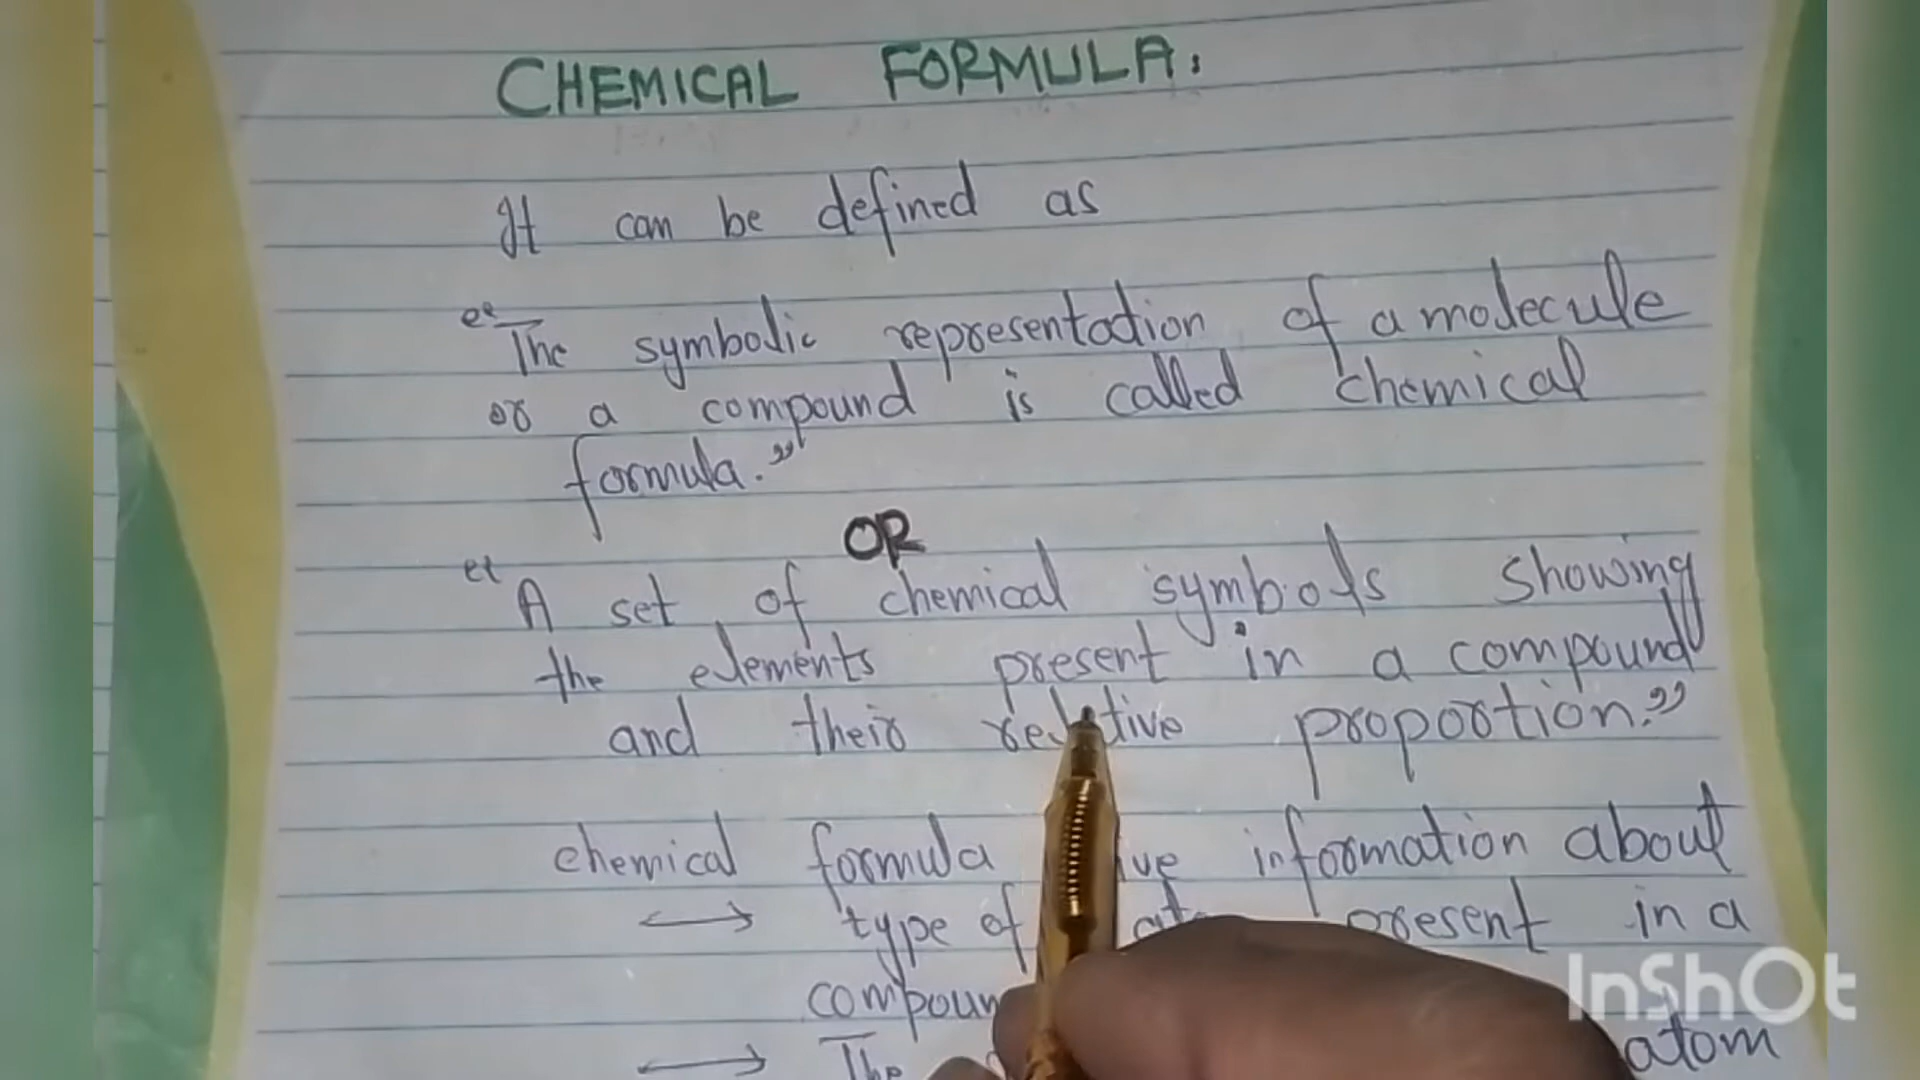 CHEMICAL FORMULA:
It can be defined as
"The symbolic representation of a molecule
or a compound is called chemical
formula."
OR
"A set of chemical symbols showing
the elements present in a compound
and their relative proportion."
chemical formula information about
type of present in a
compoun
The atom
InShOt